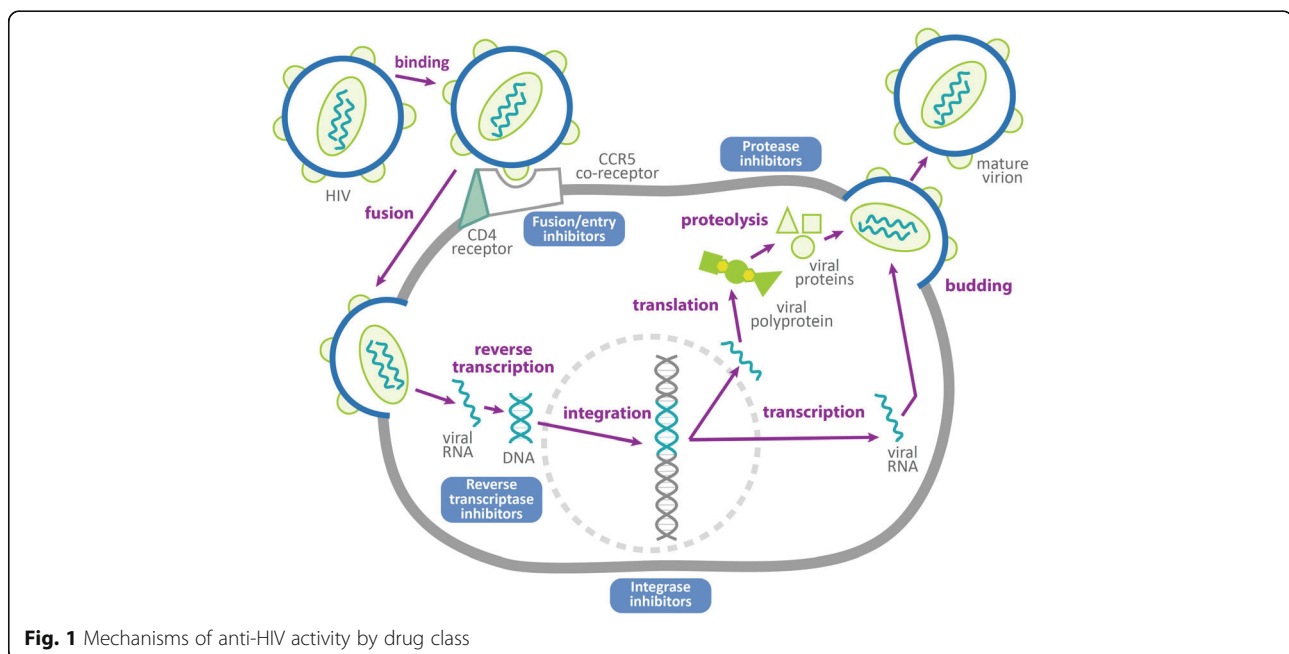 binding
HIV
CCR5
co-receptor
Protease
inhibitors
mature
virion
fusion
CD4
receptor
Fusion/entry
inhibitors
proteolysis
viral
proteins
budding
translation
viral
polyprotein
reverse
transcription
integration
transcription
viral
RNA
DNA
viral
RNA
Reverse
transcriptase
inhibitors
Integrase
inhibitors
Fig. 1 Mechanisms of anti-HIV activity by drug class